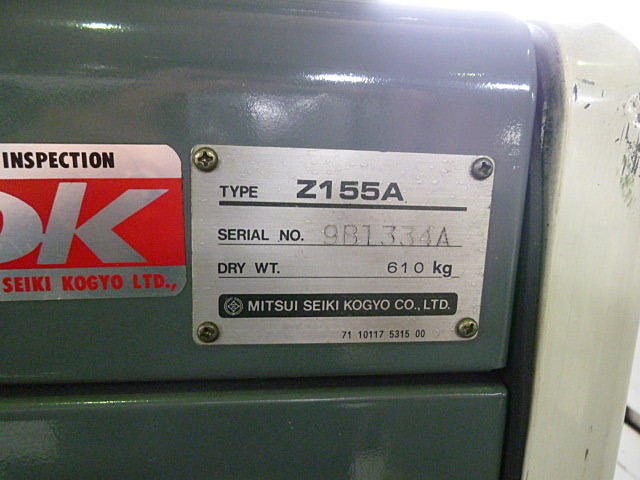 INSPECTION
OK
SEIKI KOGYO LTD.,
TYPE Z155A
SERIAL NO. 9B1334A
DRY WT. 610 kg
MITSUI SEIKI KOGYO CO., LTD.
71 10117 5315 00